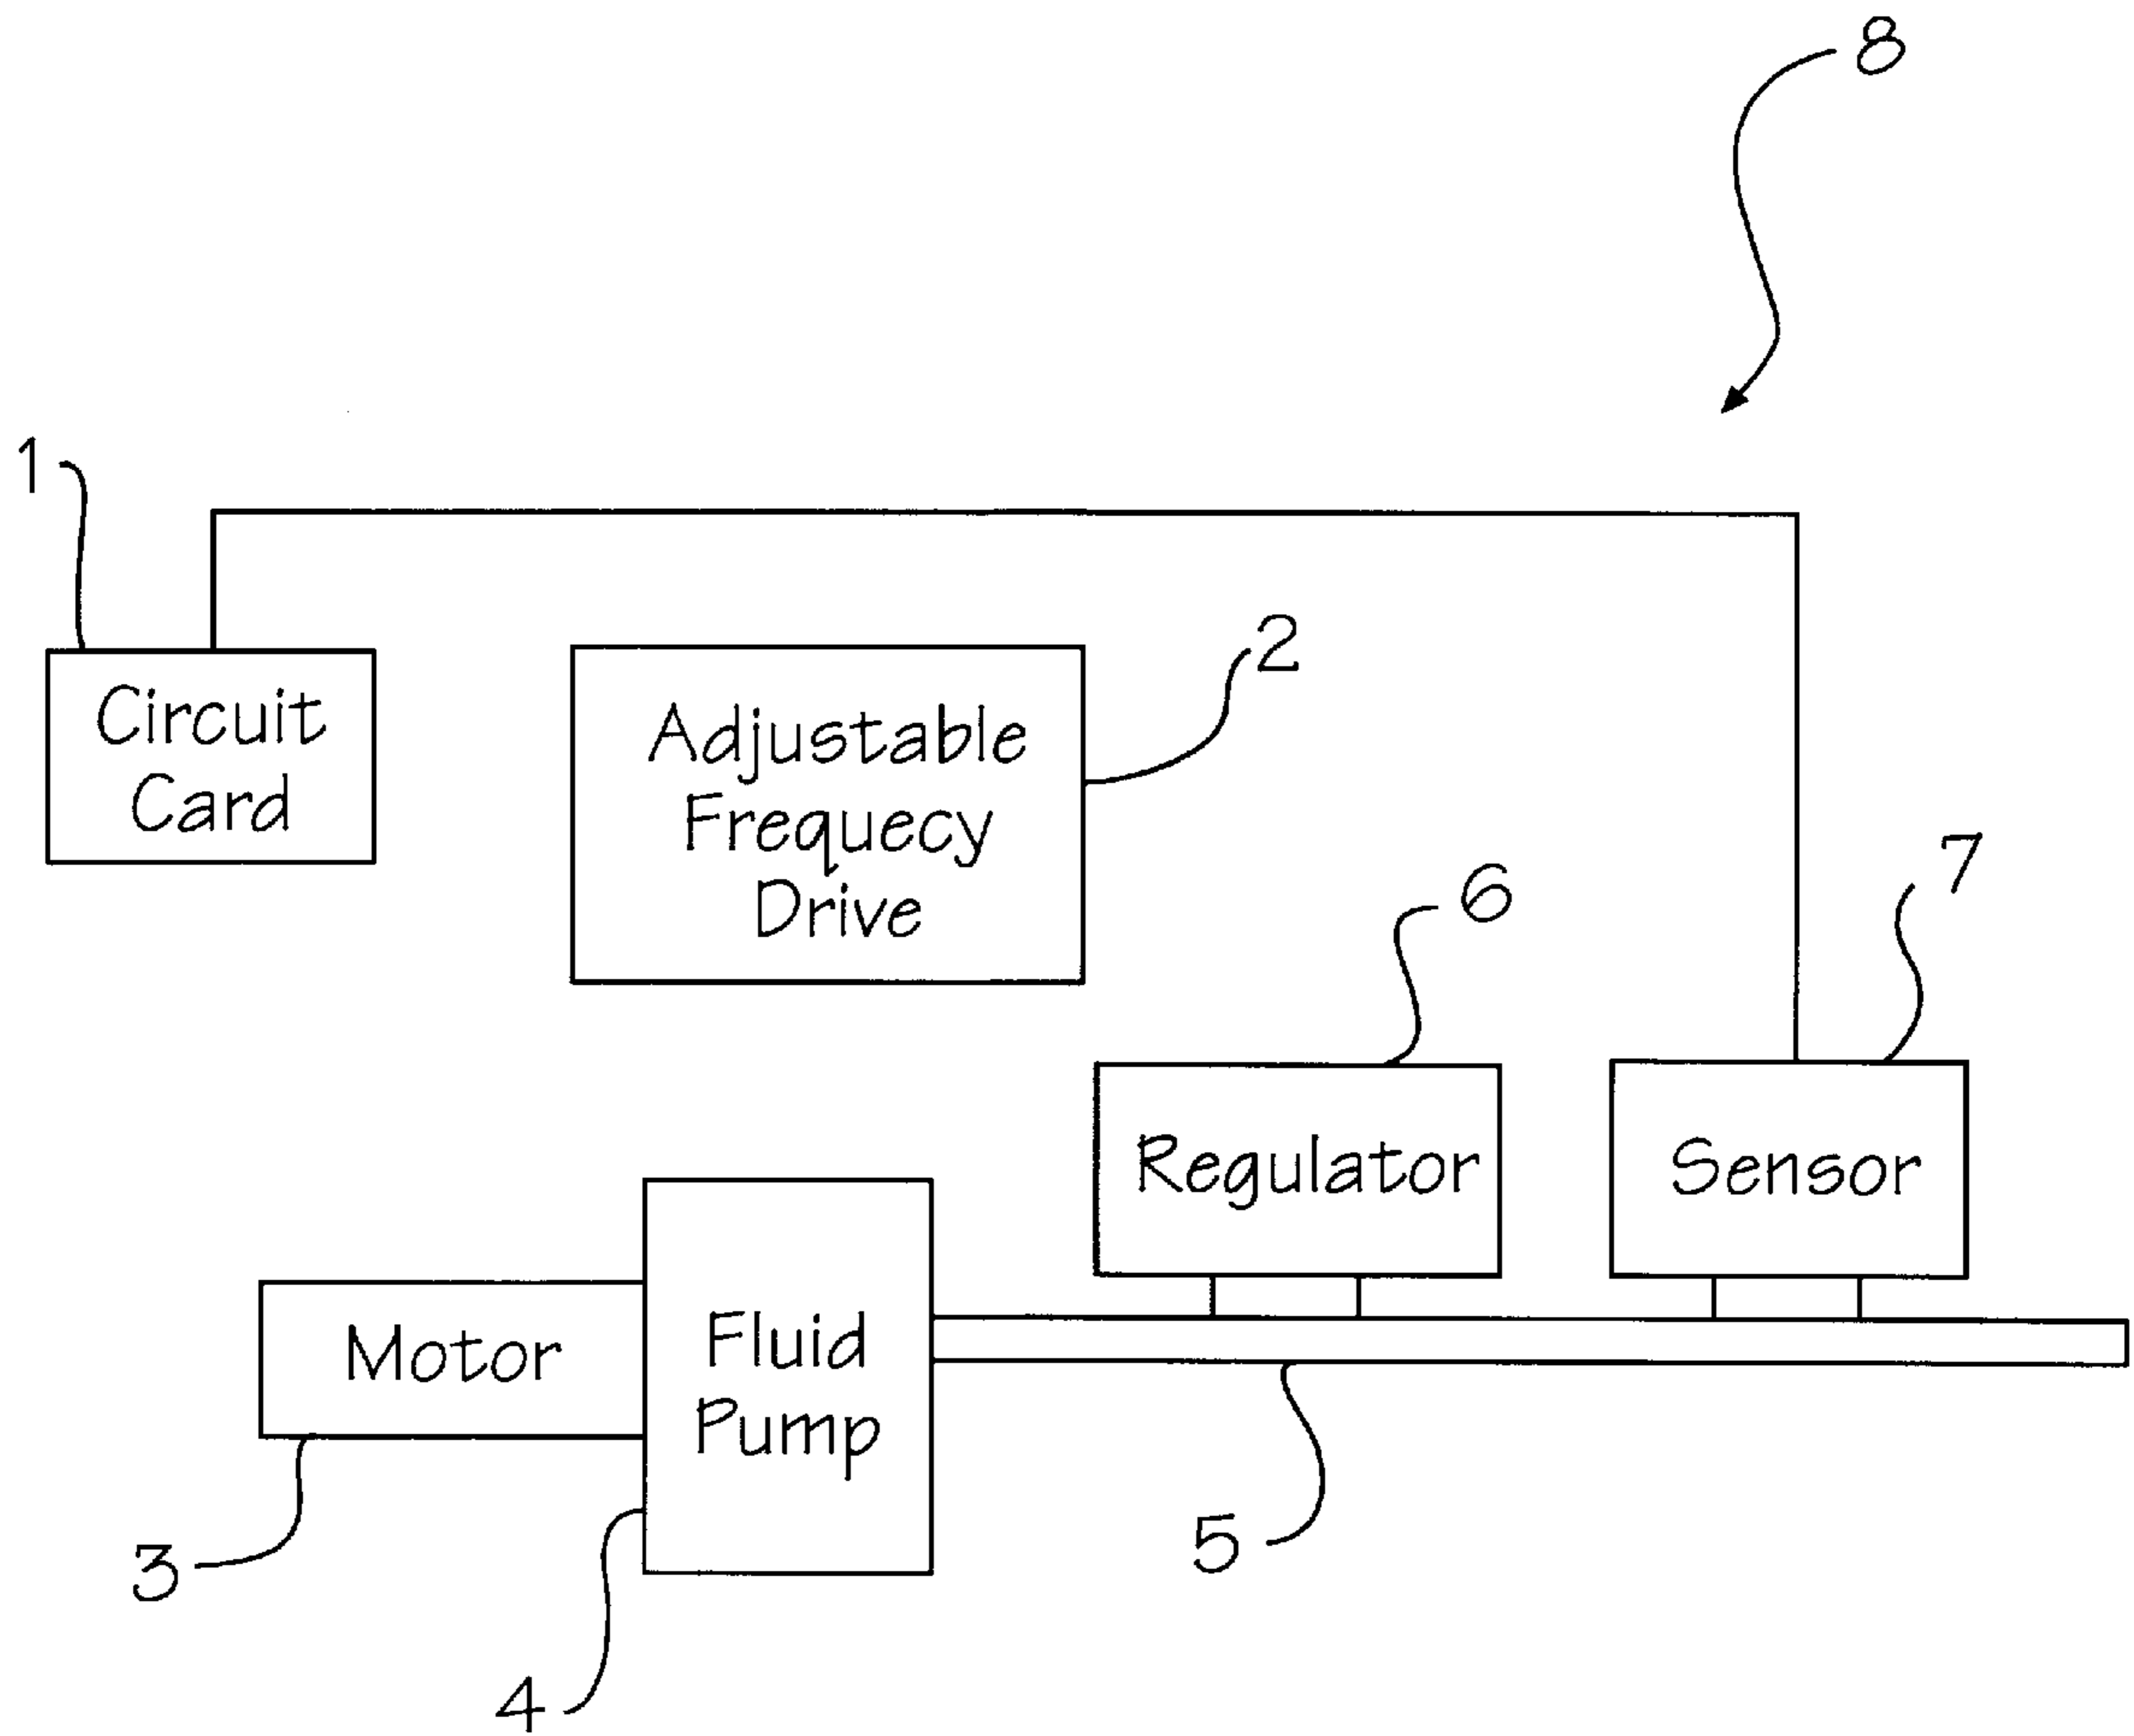 8
1
2
Circuit
Card
Adjustable
Frequecy
Drive
6
7
Regulator
Sensor
Motor
Fluid
Pump
3
4
5